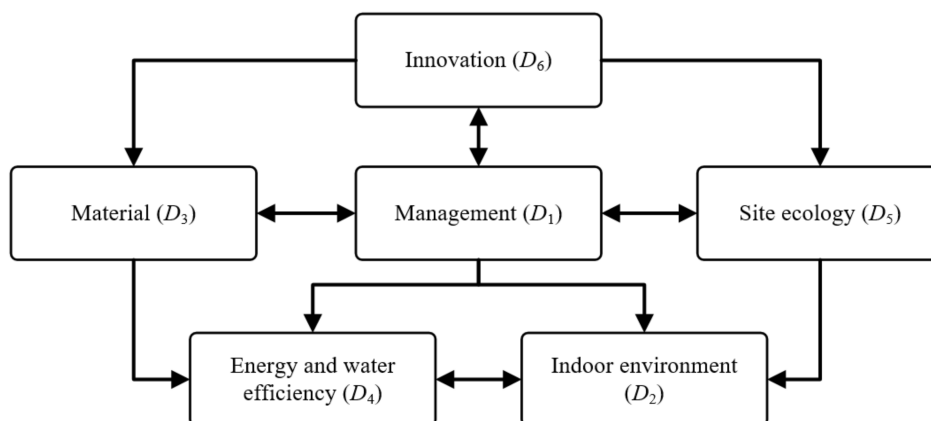 Innovation (D₆)
Material (D₃)
Management (D₁)
Site ecology (D₅)
Energy and water
efficiency (D₄)
Indoor environment
(D₂)